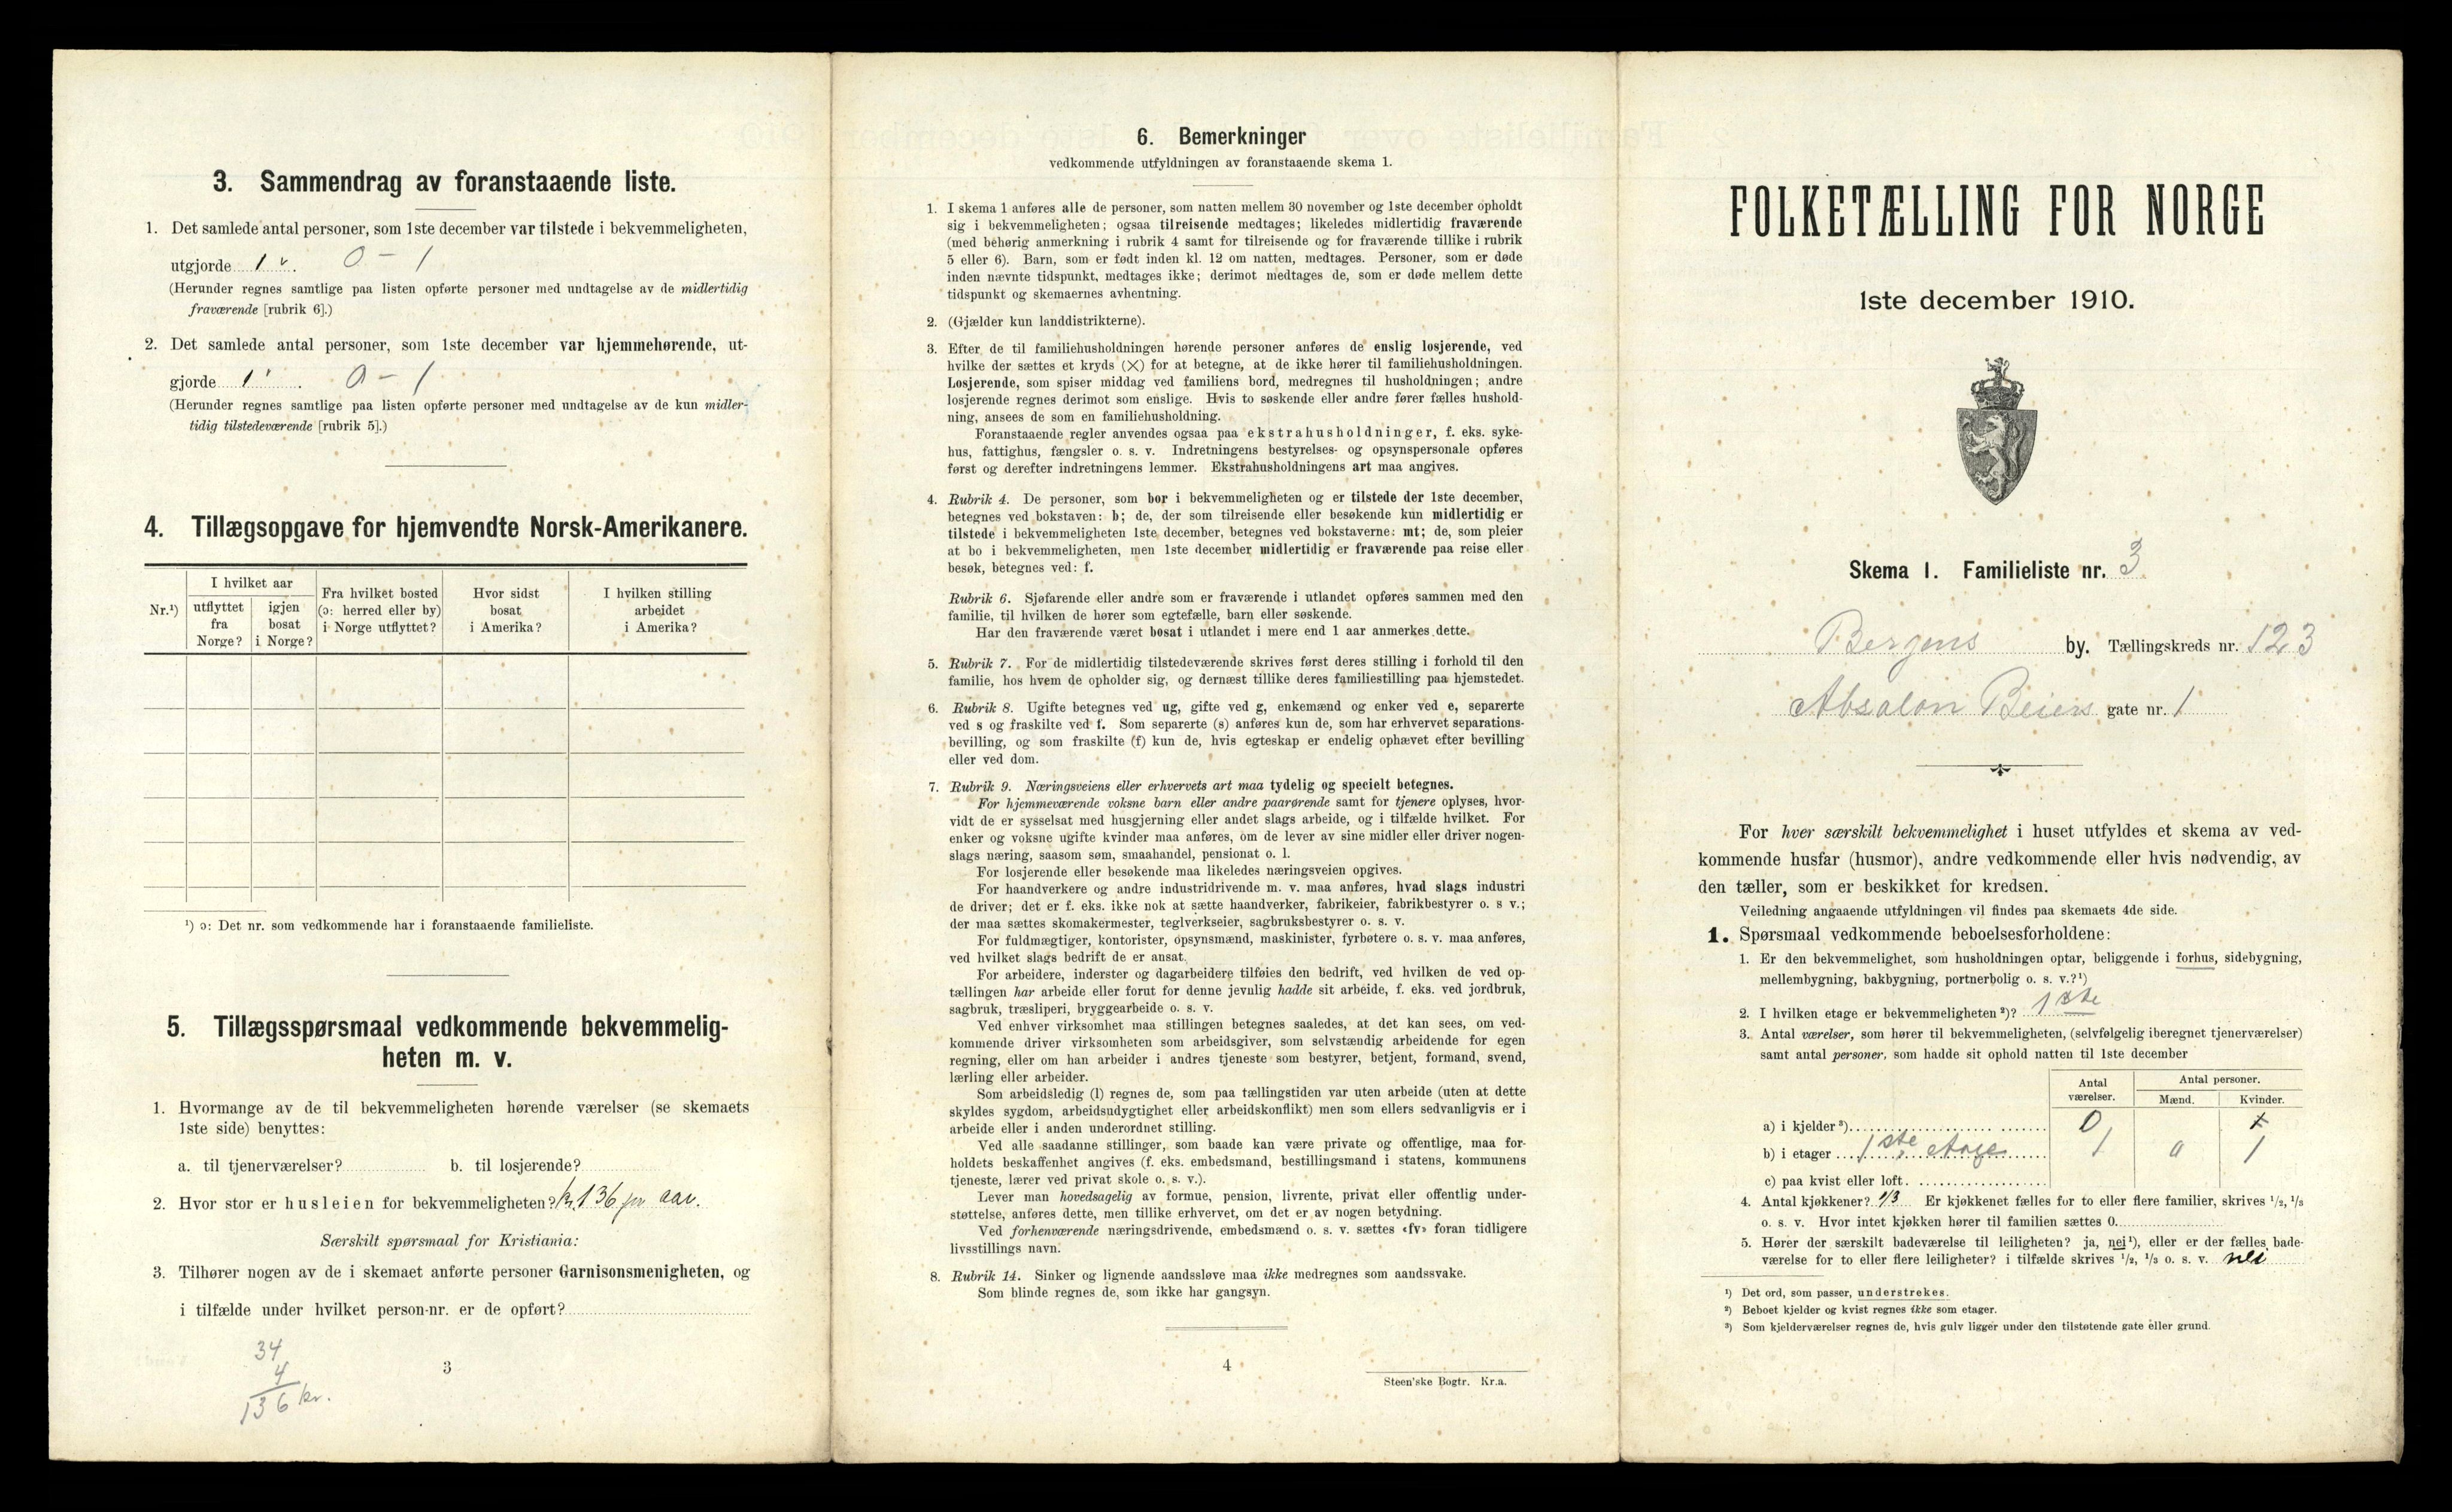 3. Sammendrag av foranstaaende liste.
1. Det samlede antal personer, som 1ste december var tilstede i bekvemmeligheten,
utgjorde 1 v. 0 – 1
(Herunder regnes samtlige paa listen opførte personer med undtagelse av de midlertidig
fraværende [rubrik 6].)
2. Det samlede antal personer, som 1ste december var hjemmehørende, ut-
gjorde 1 . 0 – 1
(Herunder regnes samtlige paa listen opførte personer med undtagelse av de kun midler-
tidig tilstedeværende [rubrik 5].)
4. Tillægsopgave for hjemvendte Norsk-Amerikanere.
Nr.¹)
I hvilket aar
utflyttet
fra
Norge?
igjen
bosat
i Norge?
Fra hvilket bosted
(ɔ: herred eller by)
i Norge utflyttet?
Hvor sidst
bosat
i Amerika?
I hvilken stilling
arbeidet
i Amerika?
¹) ɔ: Det nr. som vedkommende har i foranstaaende familieliste.
5. Tillægsspørsmaal vedkommende bekvemmelig-
heten m. v.
1. Hvormange av de til bekvemmeligheten hørende værelser (se skemaets
1ste side) benyttes:
a. til tjenerværelser? b. til losjerende?
2. Hvor stor er husleien for bekvemmeligheten? kr. 136 pr aar.
Særskilt spørsmaal for Kristiania:
3. Tilhører nogen av de i skemaet anførte personer Garnisonsmenigheten, og
i tilfælde under hvilket person-nr. er de opført?
34
4
136 kr.
3
6. Bemerkninger
vedkommende utfyldningen av foranstaaende skema 1.
1. I skema 1 anføres alle de personer, som natten mellem 30 november og 1ste december opholdt
sig i bekvemmeligheten; ogsaa tilreisende medtages; likeledes midlertidig fraværende
(med behørig anmerkning i rubrik 4 samt for tilreisende og for fraværende tillike i rubrik
5 eller 6). Barn, som er født inden kl. 12 om natten, medtages. Personer, som er døde
inden nævnte tidspunkt, medtages ikke; derimot medtages de, som er døde mellem dette
tidspunkt og skemaernes avhentning.
2. (Gjælder kun landdistrikterne).
3. Efter de til familiehusholdningen hørende personer anføres de enslig losjerende, ved
hvilke der sættes et kryds (×) for at betegne, at de ikke hører til familiehusholdningen.
Losjerende, som spiser middag ved familiens bord, medregnes til husholdningen; andre
losjerende regnes derimot som enslige. Hvis to søskende eller andre fører fælles hushold-
ning, ansees de som en familiehusholdning.
Foranstaaende regler anvendes ogsaa paa ekstrahusholdninger, f. eks. syke-
hus, fattighus, fængsler o. s. v. Indretningens bestyrelses- og opsynspersonale opføres
først og derefter indretningens lemmer. Ekstrahusholdningens art maa angives.
4. Rubrik 4. De personer, som bor i bekvemmeligheten og er tilstede der 1ste december,
betegnes ved bokstaven: b; de, der som tilreisende eller besøkende kun midlertidig er
tilstede i bekvemmeligheten 1ste december, betegnes ved bokstaverne: mt; de, som pleier
at bo i bekvemmeligheten, men 1ste december midlertidig er fraværende paa reise eller
besøk, betegnes ved: f.
Rubrik 6. Sjøfarende eller andre som er fraværende i utlandet opføres sammen med den
familie, til hvilken de hører som egtefælle, barn eller søskende.
Har den fraværende været bosat i utlandet i mere end 1 aar anmerkes dette.
5. Rubrik 7. For de midlertidig tilstedeværende skrives først deres stilling i forhold til den
familie, hos hvem de opholder sig, og dernæst tillike deres familiestilling paa hjemstedet.
6. Rubrik 8. Ugifte betegnes ved ug, gifte ved g, enkemænd og enker ved e, separerte
ved s og fraskilte ved f. Som separerte (s) anføres kun de, som har erhvervet separations-
bevilling, og som fraskilte (f) kun de, hvis egteskap er endelig ophævet efter bevilling
eller ved dom.
7. Rubrik 9. Næringsveiens eller erhvervets art maa tydelig og specielt betegnes.
For hjemmeværende voksne barn eller andre paarørende samt for tjenere oplyses, hvor-
vidt de er sysselsat med husgjerning eller andet slags arbeide, og i tilfælde hvilket. For
enker og voksne ugifte kvinder maa anføres, om de lever av sine midler eller driver nogen-
slags næring, saasom søm, smaahandel, pensionat o. l.
For losjerende eller besøkende maa likeledes næringsveien opgives.
For haandverkere og andre industridrivende m. v. maa anføres, hvad slags industri
de driver; det er f. eks. ikke nok at sætte haandverker, fabrikeier, fabrikbestyrer o. s v.;
der maa sættes skomakermester, teglverkseier, sagbruksbestyrer o. s. v.
For fuldmægtiger, kontorister, opsynsmænd, maskinister, fyrbøtere o. s. v. maa anføres,
ved hvilket slags bedrift de er ansat.
For arbeidere, inderster og dagarbeidere tilføies den bedrift, ved hvilken de ved op-
tællingen har arbeide eller forut for denne jevnlig hadde sit arbeide, f. eks. ved jordbruk,
sagbruk, træsliperi, bryggearbeide o. s. v.
Ved enhver virksomhet maa stillingen betegnes saaledes, at det kan sees, om ved-
kommende driver virksomheten som arbeidsgiver, som selvstændig arbeidende for egen
regning, eller om han arbeider i andres tjeneste som bestyrer, betjent, formand, svend,
lærling eller arbeider.
Som arbeidsledig (l) regnes de, som paa tællingstiden var uten arbeide (uten at dette
skyldes sygdom, arbeidsudygtighet eller arbeidskonflikt) men som ellers sedvanligvis er i
arbeide eller i anden underordnet stilling.
Ved alle saadanne stillinger, som baade kan være private og offentlige, maa for-
holdets beskaffenhet angives (f. eks. embedsmand, bestillingsmand i statens, kommunens
tjeneste, lærer ved privat skole o. s. v.).
Lever man hovedsagelig av formue, pension, livrente, privat eller offentlig under-
støttelse, anføres dette, men tillike erhvervet, om det er av nogen betydning.
Ved forhenværende næringsdrivende, embedsmænd o. s. v. sættes «fv» foran tidligere
livsstillings navn.
8. Rubrik 14. Sinker og lignende aandssløve maa ikke medregnes som aandssvake.
Som blinde regnes de, som ikke har gangsyn.
4
Steen'ske Bogtr. Kr.a.
FOLKETÆLLING FOR NORGE
1ste december 1910.
Skema 1. Familieliste nr. 3
Bergens by. Tællingskreds nr. 123
Absalon Beiers gate nr. 1
For hver særskilt bekvemmelighet i huset utfyldes et skema av ved-
kommende husfar (husmor), andre vedkommende eller hvis nødvendig, av
den tæller, som er beskikket for kredsen.
Veiledning angaaende utfyldningen vil findes paa skemaets 4de side.
1. Spørsmaal vedkommende beboelsesforholdene:
1. Er den bekvemmelighet, som husholdningen optar, beliggende i forhus, sidebygning,
mellembygning, bakbygning, portnerbolig o. s. v.?¹)
2. I hvilken etage er bekvemmeligheten²)? 1ste
3. Antal værelser, som hører til bekvemmeligheten, (selvfølgelig iberegnet tjenerværelser)
samt antal personer, som hadde sit ophold natten til 1ste december
Antal
værelser.
Antal personer.
Mænd. Kvinder.
a) i kjelder³) 0 x
b) i etager 1ste etage 1 0 1
c) paa kvist eller loft.
4. Antal kjøkkener? 1/3 Er kjøkkenet fælles for to eller flere familier, skrives ¹/₂, ¹/₃
o. s. v. Hvor intet kjøkken hører til familien sættes 0.
5. Hører der særskilt badeværelse til leiligheten? ja, nei¹), eller er der fælles bade-
værelse for to eller flere leiligheter? i tilfælde skrives ¹/₂, ¹/₃ o. s. v. nei
¹) Det ord, som passer, understrekes.
²) Beboet kjelder og kvist regnes ikke som etager.
³) Som kjelderværelser regnes de, hvis gulv ligger under den tilstøtende gate eller grund.